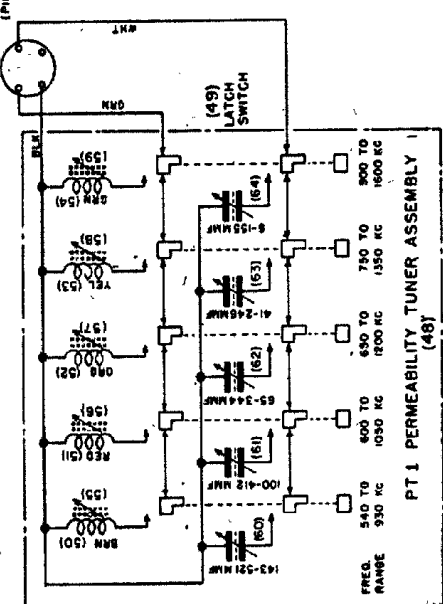 (PI
WHT
GRN
BLK
(49)
LATCH
SWITCH
(59)
GRN (54)
(58)
YEL (53)
(57)
ORG (52)
(56)
RED (51)
(55)
BRN (50)
6-155 MMF
(64)
41-246 MMF
(63)
65-344 MMF
(62)
100-412 MMF
(61)
143-521 MMF
(60)
FREQ.
RANGE
540 TO
930 KC
600 TO
1050 KC
650 TO
1200 KC
750 TO
1350 KC
900 TO
1600 KC
PT1 PERMEABILITY TUNER ASSEMBLY
(48)